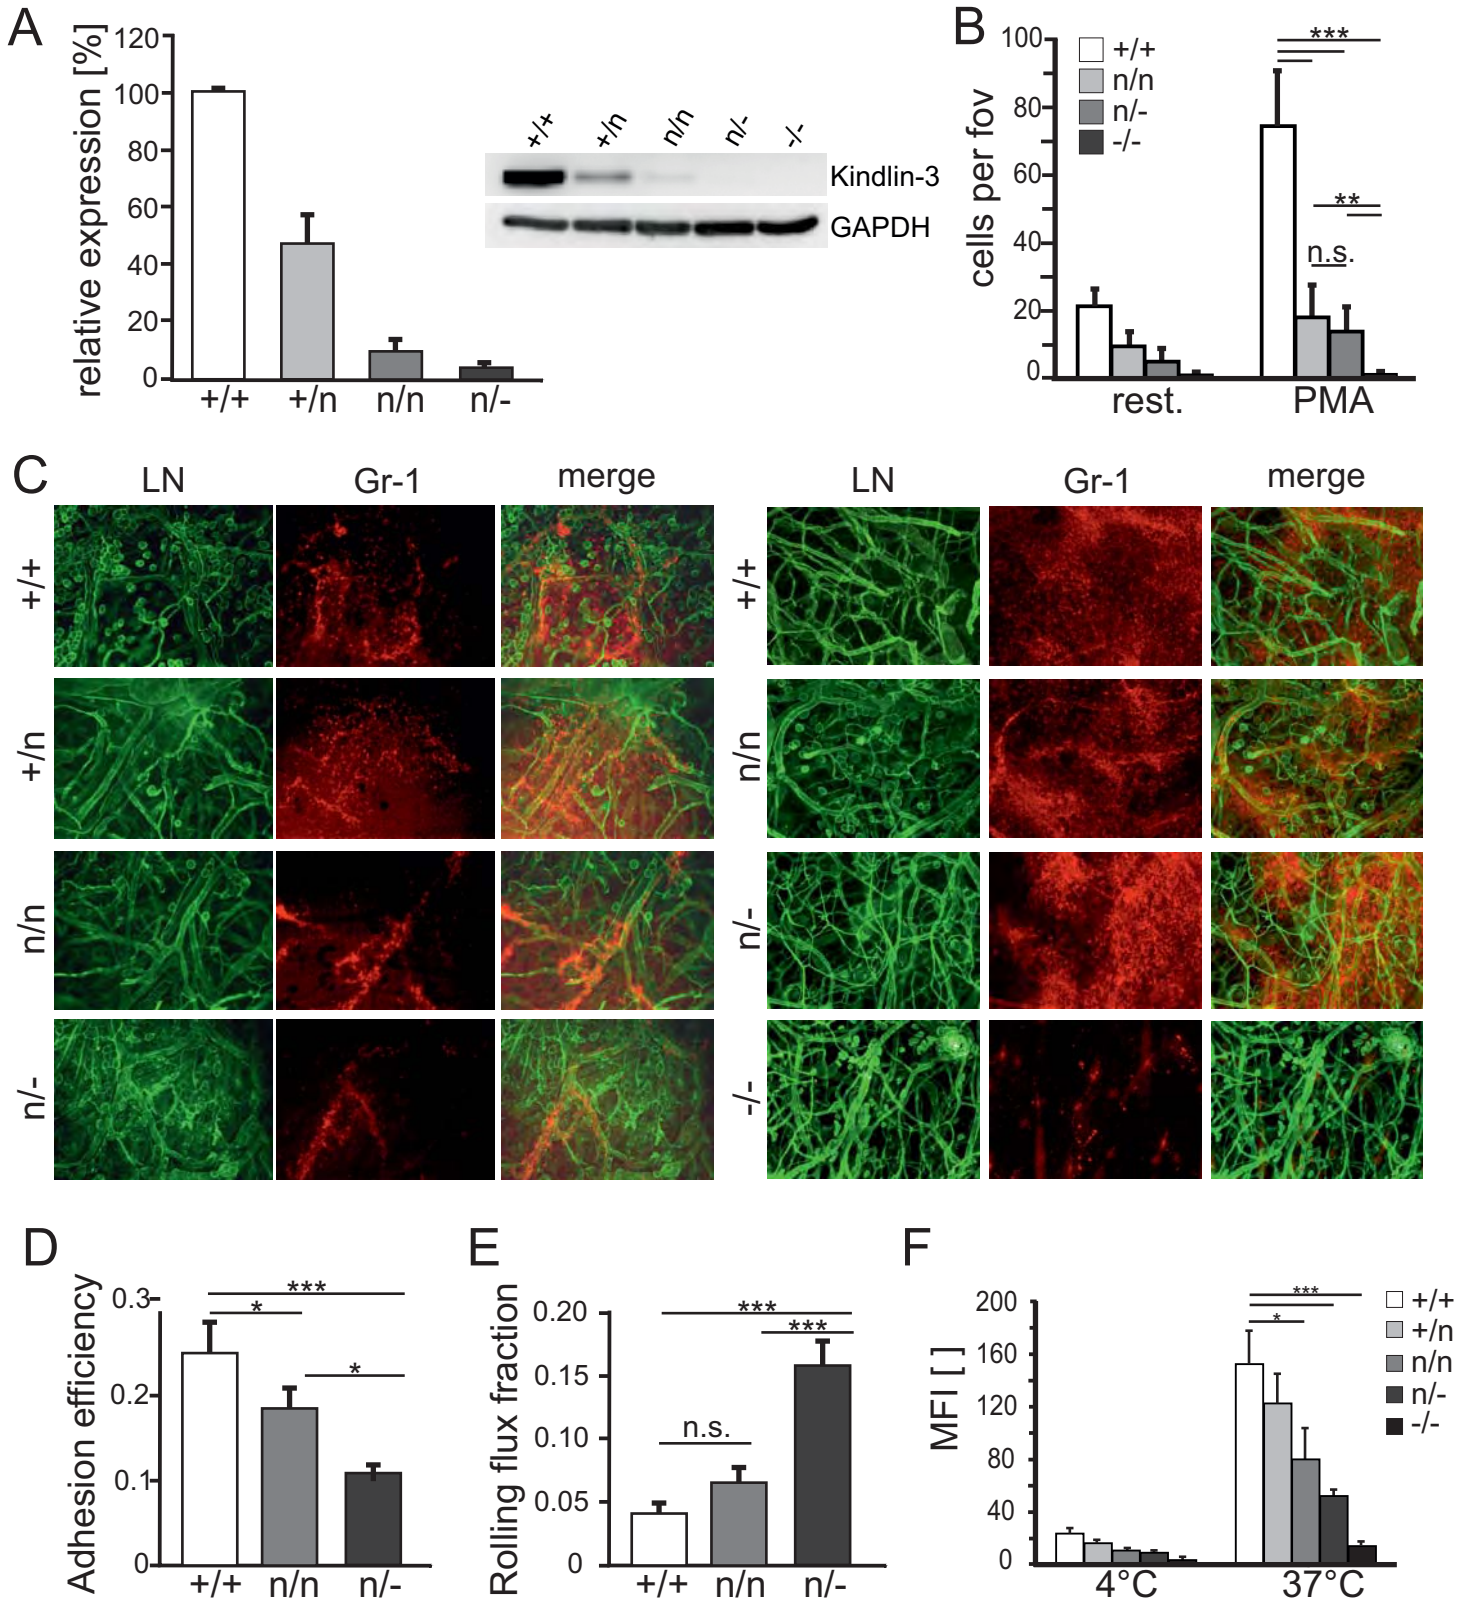 A
relative expression [%]
120
100
80
60
40
20
0
+/+ +/n n/n n/-
+/+ +/n n/n n/- -/-
Kindlin-3
GAPDH
B
cells per fov
100
80
60
40
20
0
+/+
n/n
n/-
-/-
***
**
n.s.
rest. PMA
C
LN Gr-1 merge
+/+
+/n
n/n
n/-
LN Gr-1 merge
+/+
n/n
n/-
-/-
D
Adhesion efficiency
0.3
0.2
0.1
0
***
*
*
+/+ n/n n/-
E
Rolling flux fraction
0.20
0.15
0.10
0.05
0
***
***
n.s.
+/+ n/n n/-
F
MFI [ ]
200
160
120
80
40
0
***
*
+/+
+/n
n/n
n/-
-/-
4°C 37°C